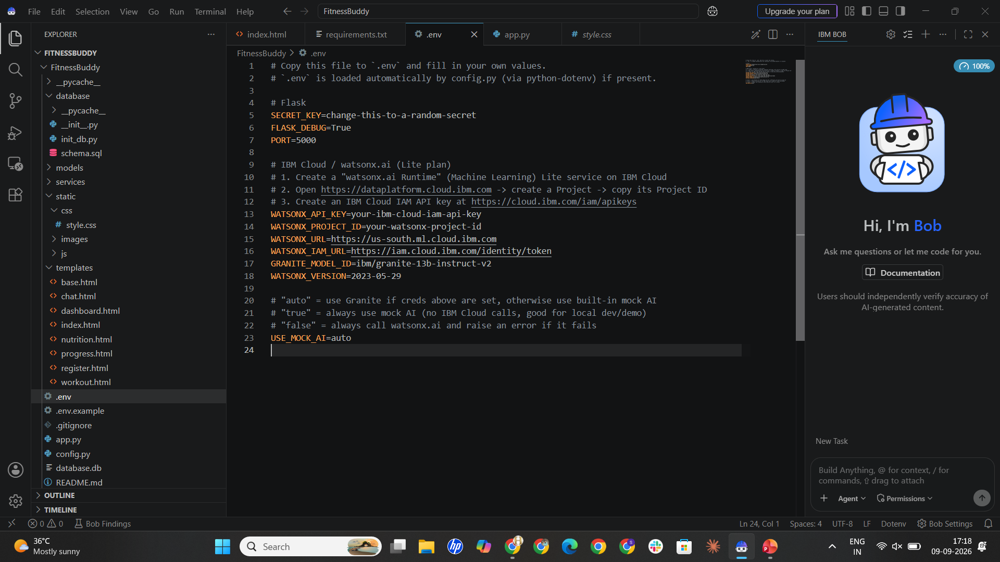 File Edit Selection View Go Run Terminal Help
FitnessBuddy
Upgrade your plan
EXPLORER
FITNESSBUDDY
FitnessBuddy
__pycache__
database
__pycache__
__init__.py
init_db.py
schema.sql
models
services
static
css
style.css
images
js
templates
base.html
chat.html
dashboard.html
index.html
nutrition.html
progress.html
register.html
workout.html
.env
.env.example
.gitignore
app.py
config.py
database.db
README.md
OUTLINE
TIMELINE
index.html requirements.txt .env app.py style.css
FitnessBuddy > .env
1 # Copy this file to `.env` and fill in your own values.
2 # `.env` is loaded automatically by config.py (via python-dotenv) if present.
3
4 # Flask
5 SECRET_KEY=change-this-to-a-random-secret
6 FLASK_DEBUG=True
7 PORT=5000
8
9 # IBM Cloud / watsonx.ai (Lite plan)
10 # 1. Create a "watsonx.ai Runtime" (Machine Learning) Lite service on IBM Cloud
11 # 2. Open https://dataplatform.cloud.ibm.com -> create a Project -> copy its Project ID
12 # 3. Create an IBM Cloud IAM API key at https://cloud.ibm.com/iam/apikeys
13 WATSONX_API_KEY=your-ibm-cloud-iam-api-key
14 WATSONX_PROJECT_ID=your-watsonx-project-id
15 WATSONX_URL=https://us-south.ml.cloud.ibm.com
16 WATSONX_IAM_URL=https://iam.cloud.ibm.com/identity/token
17 GRANITE_MODEL_ID=ibm/granite-13b-instruct-v2
18 WATSONX_VERSION=2023-05-29
19
20 # "auto" = use Granite if creds above are set, otherwise use built-in mock AI
21 # "true" = always use mock AI (no IBM Cloud calls, good for local dev/demo)
22 # "false" = always call watsonx.ai and raise an error if it fails
23 USE_MOCK_AI=auto
24
IBM BOB
100%
</>
Hi, I'm Bob
Ask me questions or let me code for you.
Documentation
Users should independently verify accuracy of
AI-generated content.
New Task
Build Anything, @ for context, / for
commands, ⇧ drag to attach
Agent Permissions
0 0 Bob Findings
Ln 24, Col 1 Spaces: 4 UTF-8 LF Dotenv Bob Settings
36°C
Mostly sunny
Search
ENG
IN
17:18
09-09-2026